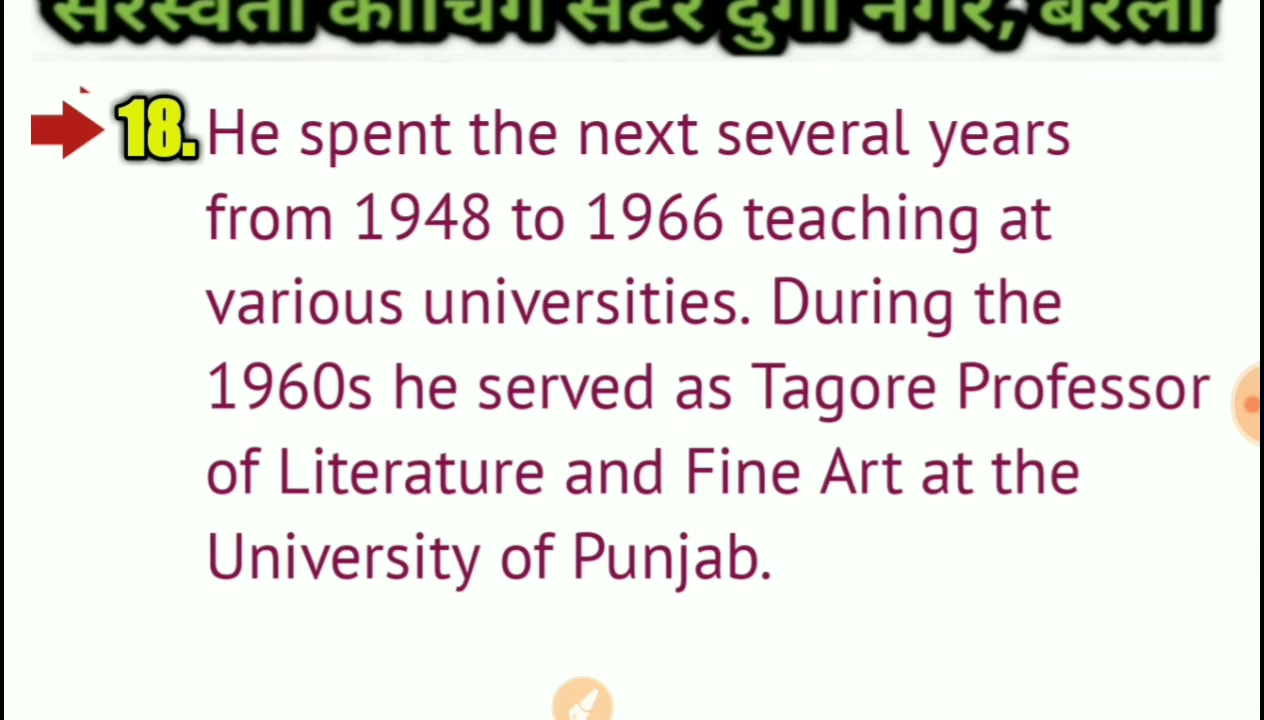 सरस्वती कोचिंग सेंटर दुर्गा नगर, बरेली
18. He spent the next several years
from 1948 to 1966 teaching at
various universities. During the
1960s he served as Tagore Professor
of Literature and Fine Art at the
University of Punjab.